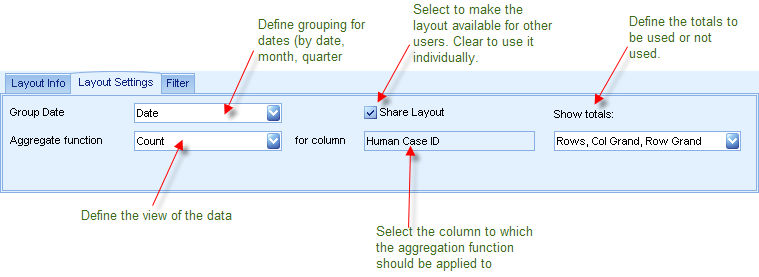 Define grouping for
dates (by date,
month, quarter
Select to make the
layout available for other
users. Clear to use it
individually.
Define the totals to
be used or not
used.
Layout Info
Layout Settings
Filter
Group Date
Date
Share Layout
Show totals:
Aggregate function
Count
for column
Human Case ID
Rows, Col Grand, Row Grand
Define the view of the data
Select the column to which
the aggregation function
should be applied to